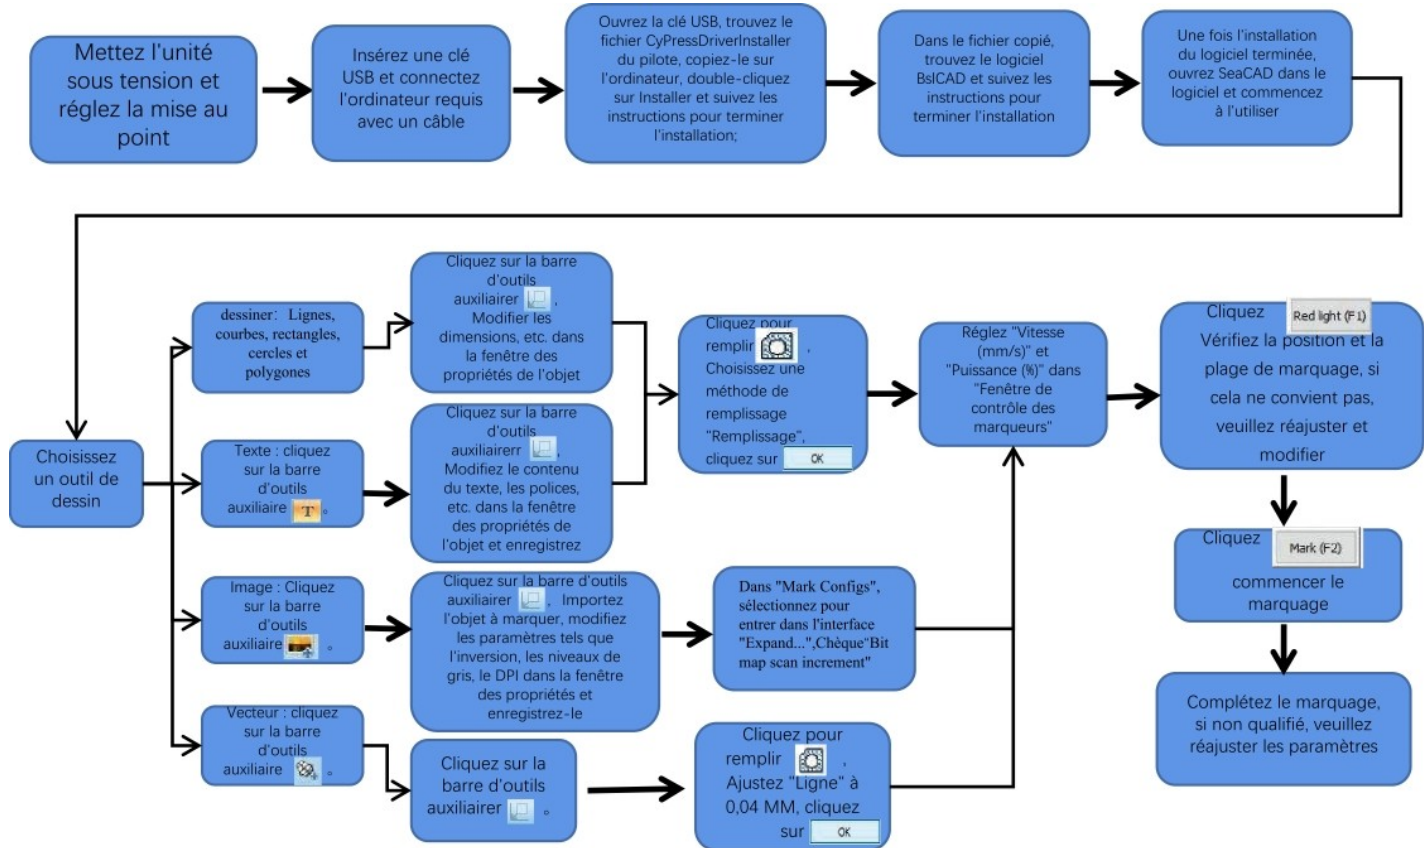 Mettez l'unité
sous tension et
réglez la mise au
point
Insérez une clé
USB et connectez
l'ordinateur requis
avec un câble
Ouvrez la clé USB, trouvez le
fichier CyPressDriverInstaller
du pilote, copiez-le sur
l'ordinateur, double-cliquez
sur Installer et suivez les
instructions pour terminer
l'installation;
Dans le fichier copié,
trouvez le logiciel
BslCAD et suivez les
instructions pour
terminer l'installation
Une fois l'installation
du logiciel terminée,
ouvrez SeaCAD dans le
logiciel et commencez
à l'utiliser
Choisissez
un outil de
dessin
dessiner: Lignes,
courbes, rectangles,
cercles et
polygones
Cliquez sur la barre
d'outils
auxiliairer ,
Modifier les
dimensions, etc. dans
la fenêtre des
propriétés de l'objet
Texte : cliquez
sur la barre
d'outils
auxiliaire T 。
Cliquez sur la barre
d'outils
auxiliairerr ,
Modifiez le contenu
du texte, les polices,
etc. dans la fenêtre
des propriétés de
l'objet et enregistrez
Cliquez pour
remplir ,
Choisissez une
méthode de
remplissage
"Remplissage",
cliquez sur OK
Image : Cliquez
sur la barre
d'outils
auxiliaire 。
Cliquez sur la barre d'outils
auxiliairer , Importez
l'objet à marquer, modifiez
les paramètres tels que
l'inversion, les niveaux de
gris, le DPI dans la fenêtre
des propriétés et
enregistrez-le
Dans "Mark Configs",
sélectionnez pour
entrer dans l'interface
"Expand...",Chèque"Bit
map scan increment"
Vecteur : cliquez
sur la barre
d'outils
auxiliaire 。
Cliquez sur la
barre d'outils
auxiliairer 。
Cliquez pour
remplir ,
Ajustez "Ligne" à
0,04 MM, cliquez
sur OK
Réglez "Vitesse
(mm/s)" et
"Puissance (%)" dans
"Fenêtre de
contrôle des
marqueurs"
Cliquez Red light (F1)
Vérifiez la position et la
plage de marquage, si
cela ne convient pas,
veuillez réajuster et
modifier
Cliquez Mark (F2)
commencer le
marquage
Complétez le marquage,
si non qualifié, veuillez
réajuster les paramètres